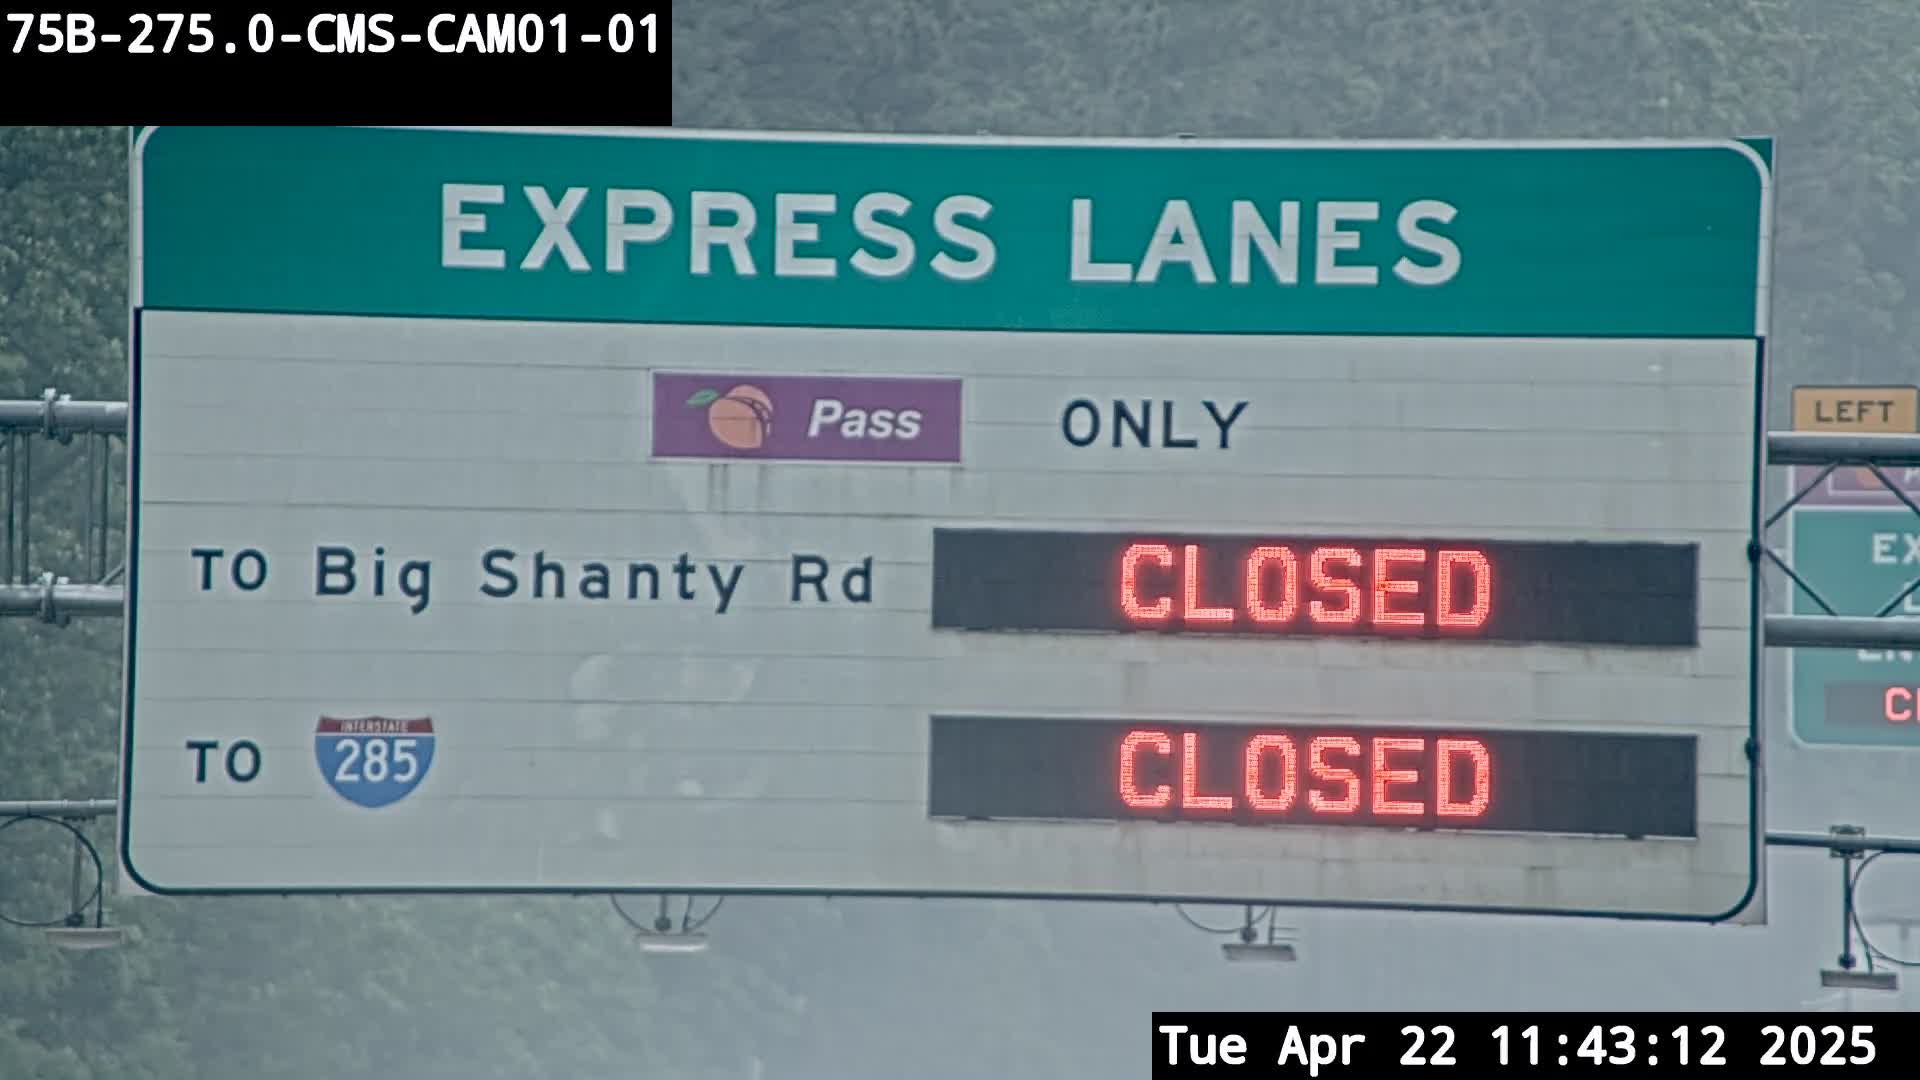 75B-275.0-CMS-CAM01-01
EXPRESS LANES
Pass ONLY
TO Big Shanty Rd CLOSED
TO INTERSTATE 285 CLOSED
LEFT
EX
Tue Apr 22 11:43:12 2025